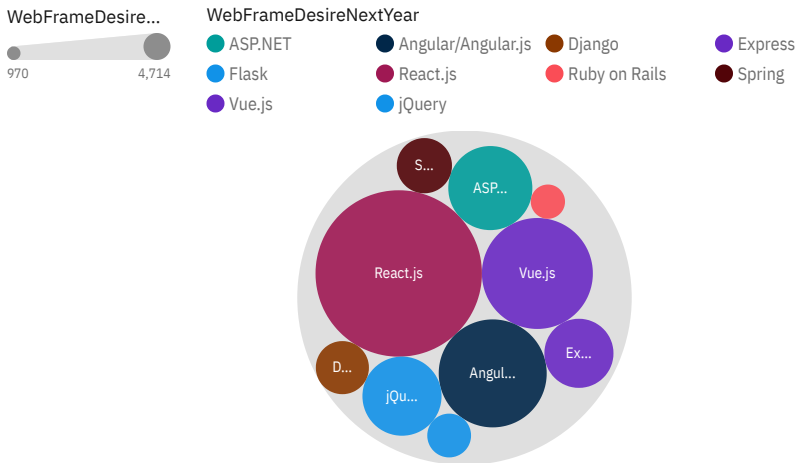 WebFrameDesire...
970
4,714
WebFrameDesireNextYear
ASP.NET
Angular/Angular.js
Django
Express
Flask
React.js
Ruby on Rails
Spring
Vue.js
jQuery
S...
ASP...
React.js
Vue.js
D...
Angul...
Ex...
jQu...